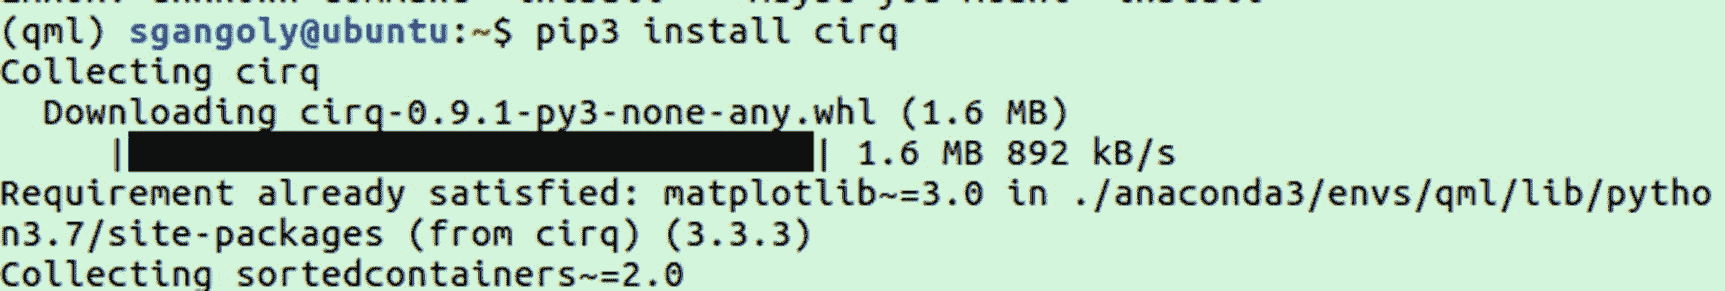 (qml) sgangoly@ubuntu:~$ pip3 install cirq
Collecting cirq
  Downloading cirq-0.9.1-py3-none-any.whl (1.6 MB)
     |████████████████████████████████| 1.6 MB 892 kB/s
Requirement already satisfied: matplotlib~=3.0 in ./anaconda3/envs/qml/lib/pytho
n3.7/site-packages (from cirq) (3.3.3)
Collecting sortedcontainers~=2.0